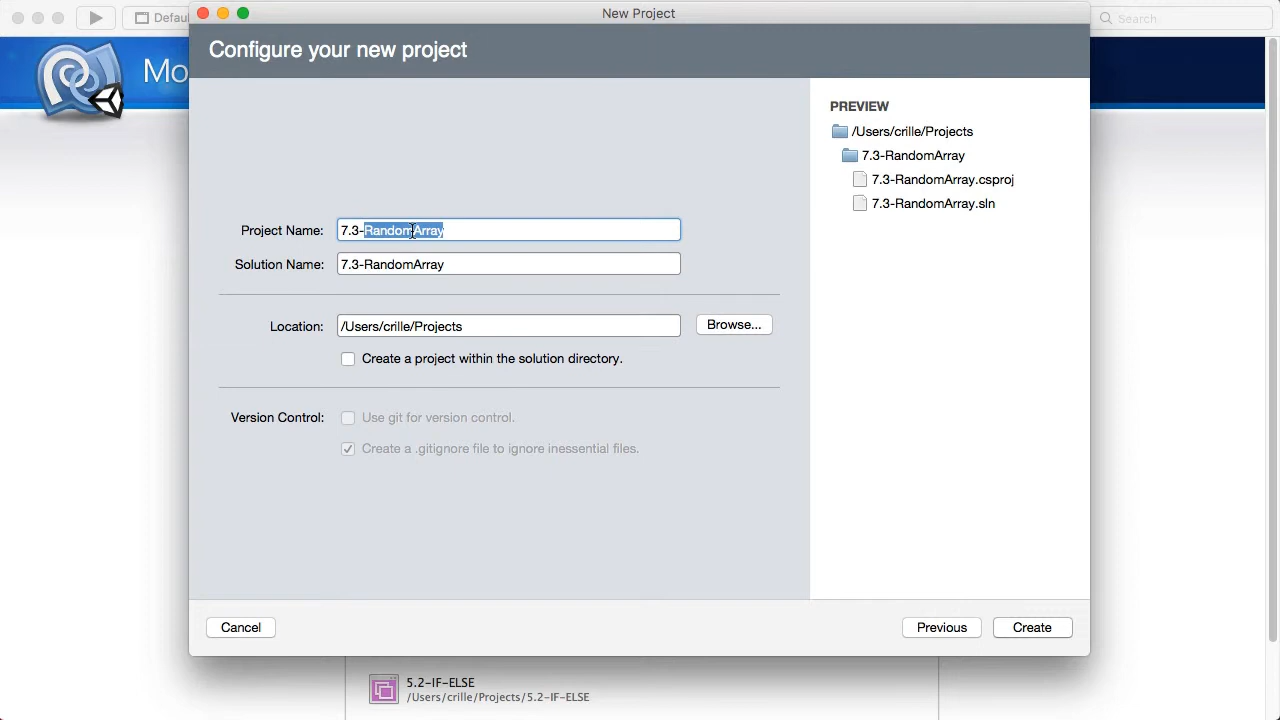 New Project
Defau
Search
Mo
Configure your new project
Project Name: 7.3-RandomArray
Solution Name: 7.3-RandomArray
Location: /Users/crille/Projects Browse...
Create a project within the solution directory.
Version Control: Use git for version control.
Create a .gitignore file to ignore inessential files.
PREVIEW
/Users/crille/Projects
7.3-RandomArray
7.3-RandomArray.csproj
7.3-RandomArray.sln
Cancel Previous Create
5.2-IF-ELSE
/Users/crille/Projects/5.2-IF-ELSE